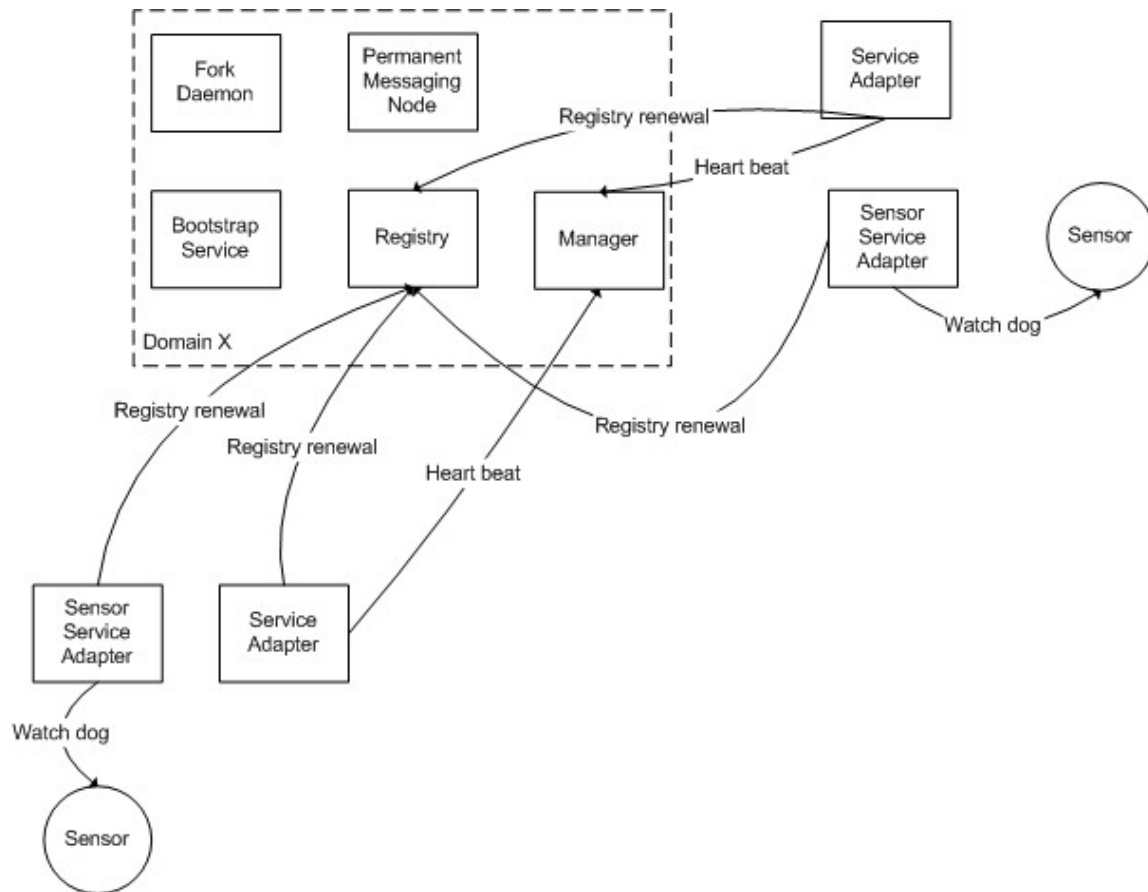 Fork
Daemon
Permanent
Messaging
Node
Service
Adapter
Registry renewal
Heart beat
Bootstrap
Service
Registry
Manager
Sensor
Service
Adapter
Sensor
Watch dog
Domain X
Registry renewal
Registry renewal
Registry renewal
Heart beat
Sensor
Service
Adapter
Service
Adapter
Watch dog
Sensor